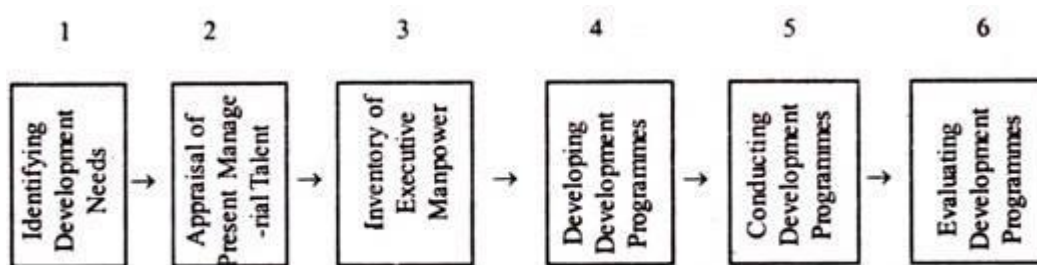 1
2
3
4
5
6
Identifying
Development
Needs
Appraisal of
Present Manage
-rial Talent
Inventory of
Executive
Manpower
Developing
Development
Programmes
Conducting
Development
Programmes
Evaluating
Development
Programmes